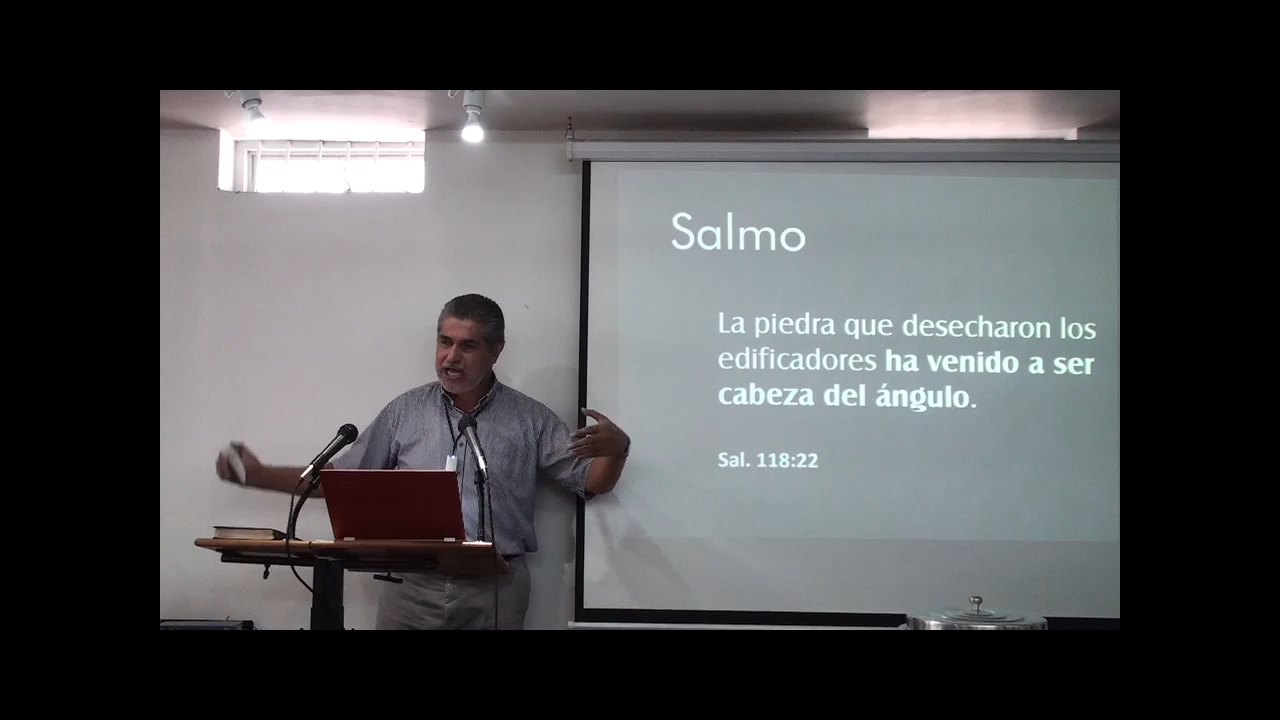 Salmo
La piedra que desecharon los
edificadores ha venido a ser
cabeza del ángulo.
Sal. 118:22